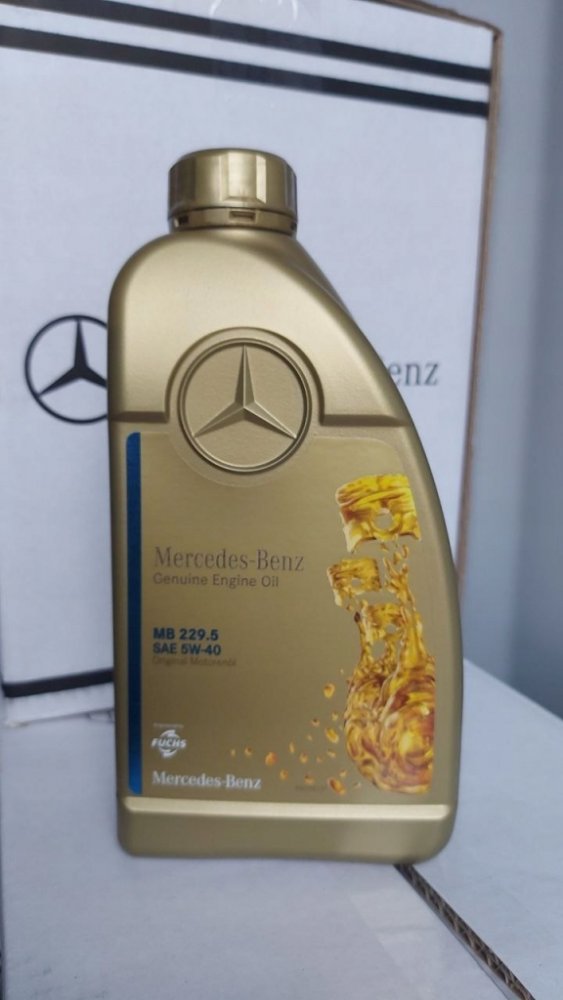 enz
Mercedes-Benz
Genuine Engine Oil
MB 229.5
SAE 5W-40
Original Motorenöl
FUCHS
Mercedes-Benz